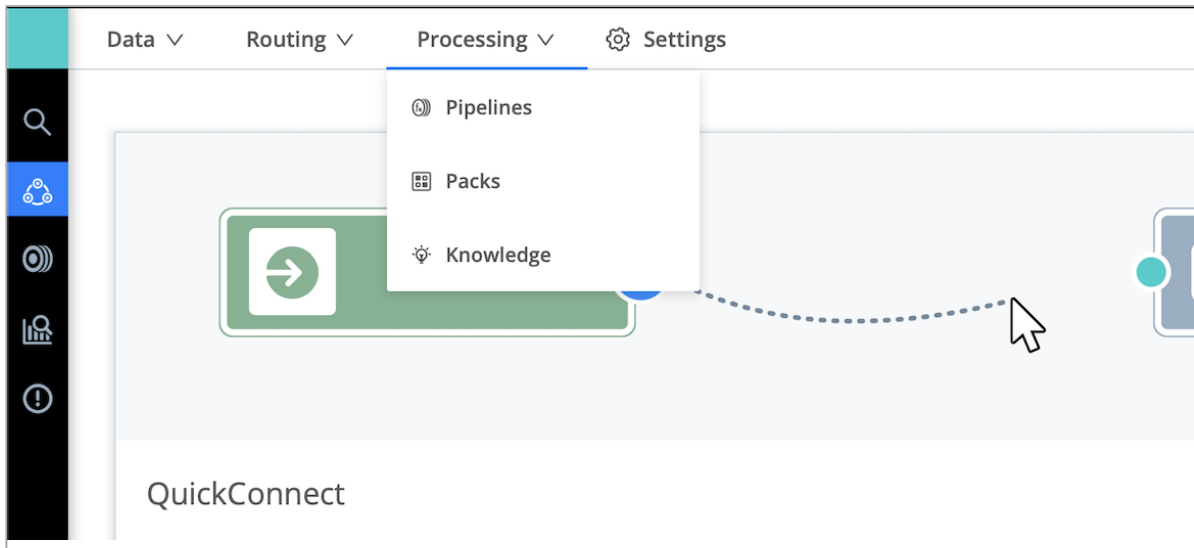 Data Routing Processing Settings
Pipelines
Packs
Knowledge
QuickConnect